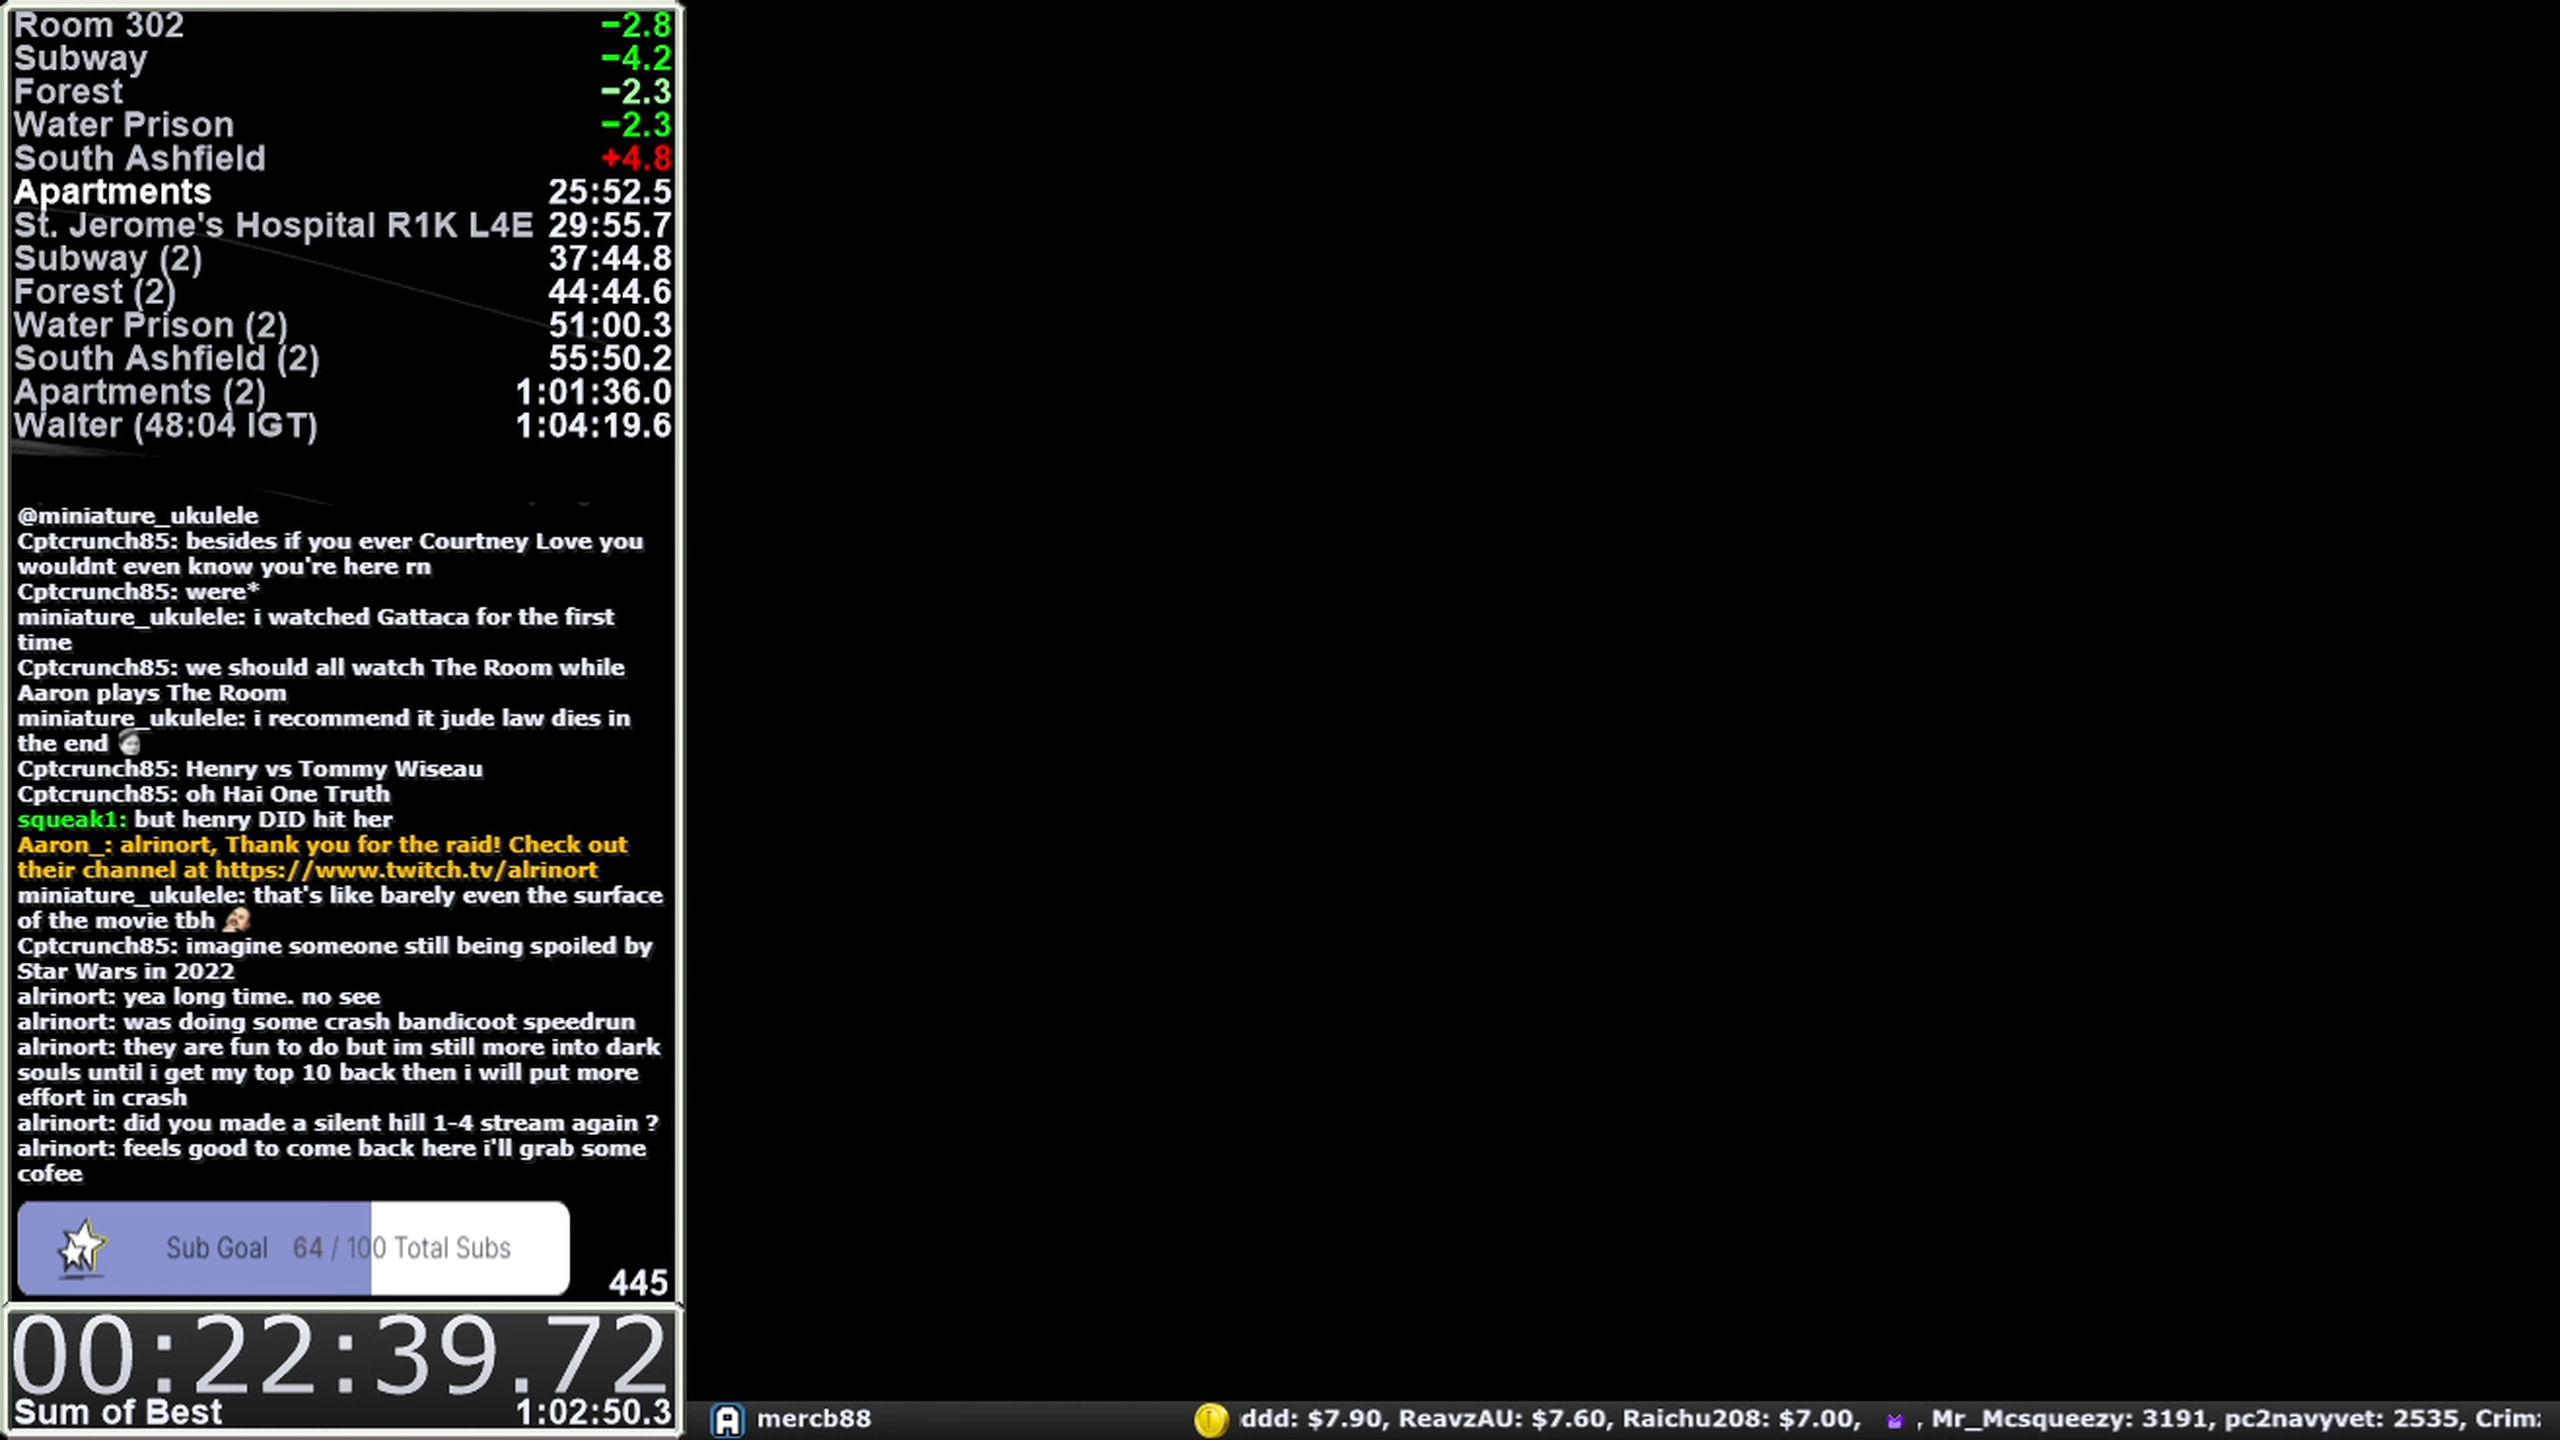 Room 302 −2.8
Subway −4.2
Forest −2.3
Water Prison −2.3
South Ashfield +4.8
Apartments 25:52.5
St. Jerome's Hospital R1K L4E 29:55.7
Subway (2) 37:44.8
Forest (2) 44:44.6
Water Prison (2) 51:00.3
South Ashfield (2) 55:50.2
Apartments (2) 1:01:36.0
Walter (48:04 IGT) 1:04:19.6
@miniature_ukulele
Cptcrunch85: besides if you ever Courtney Love you
wouldnt even know you're here rn
Cptcrunch85: were*
miniature_ukulele: i watched Gattaca for the first
time
Cptcrunch85: we should all watch The Room while
Aaron plays The Room
miniature_ukulele: i recommend it jude law dies in
the end
Cptcrunch85: Henry vs Tommy Wiseau
Cptcrunch85: oh Hai One Truth
squeak1: but henry DID hit her
Aaron_: alrinort, Thank you for the raid! Check out
their channel at https://www.twitch.tv/alrinort
miniature_ukulele: that's like barely even the surface
of the movie tbh
Cptcrunch85: imagine someone still being spoiled by
Star Wars in 2022
alrinort: yea long time. no see
alrinort: was doing some crash bandicoot speedrun
alrinort: they are fun to do but im still more into dark
souls until i get my top 10 back then i will put more
effort in crash
alrinort: did you made a silent hill 1-4 stream again ?
alrinort: feels good to come back here i'll grab some
cofee
Sub Goal 64 / 100 Total Subs
445
00:22:39.72
Sum of Best 1:02:50.3
mercb88
ddd: $7.90, ReavzAU: $7.60, Raichu208: $7.00, , Mr_Mcsqueezy: 3191, pc2navyvet: 2535, Crim